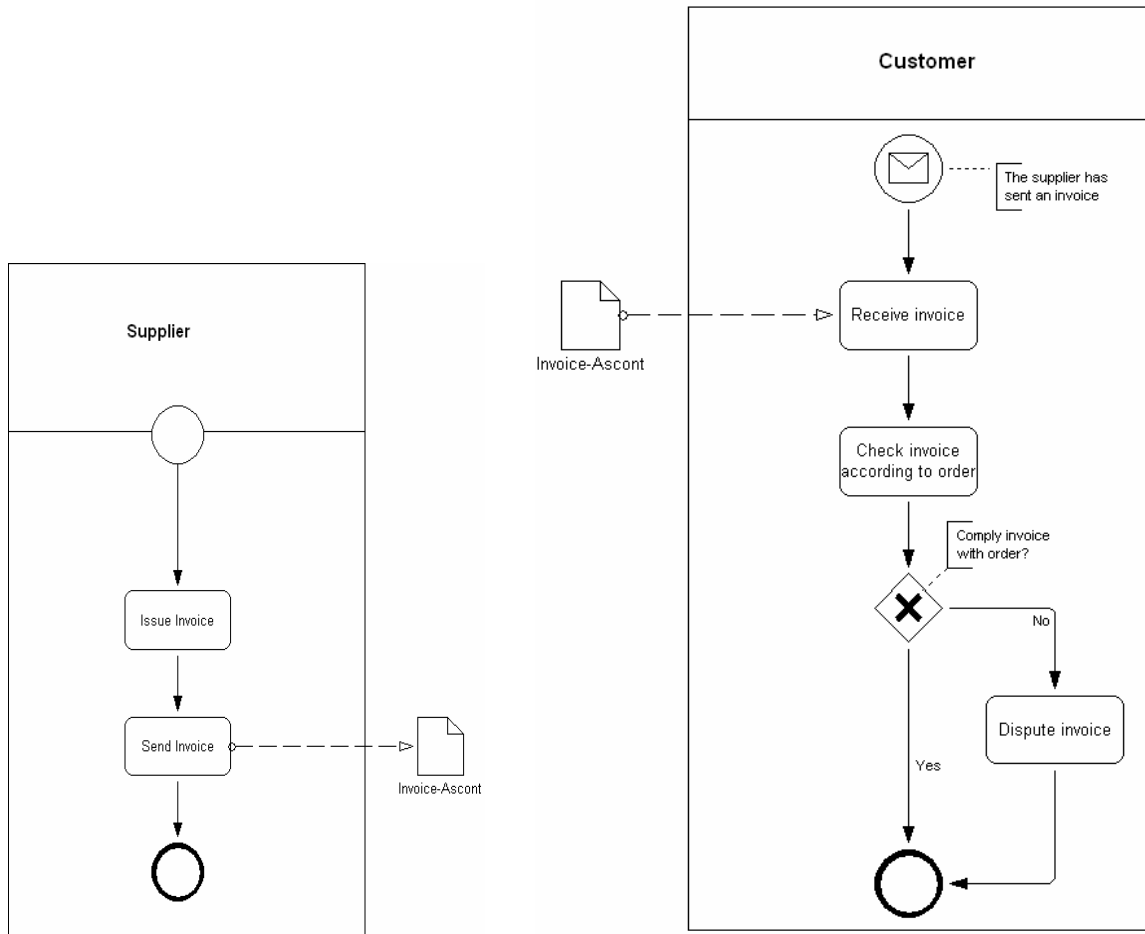 Supplier
Issue Invoice
Send Invoice
Invoice-Ascont
Customer
The supplier has
sent an invoice
Receive invoice
Invoice-Ascont
Check invoice
according to order
Comply invoice
with order?
No
Dispute invoice
Yes